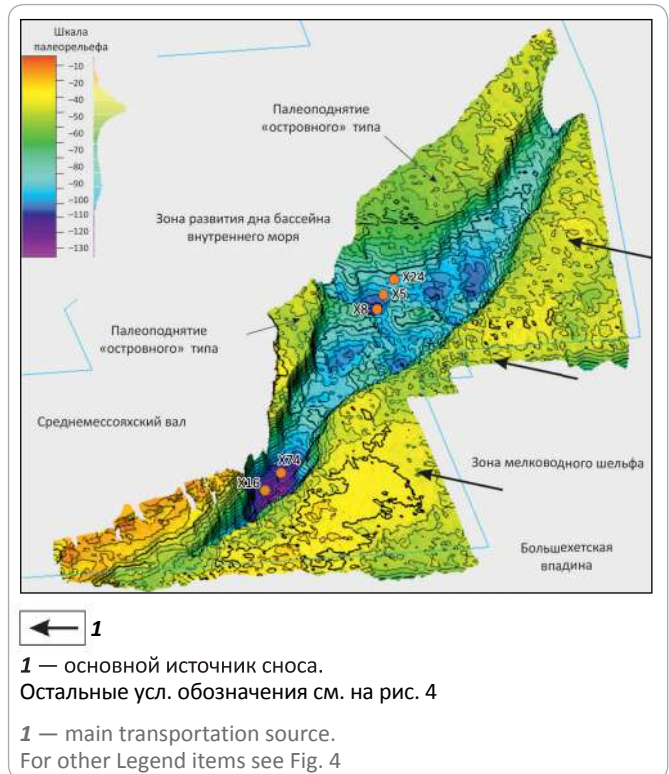 Шкала
палеорельефа
−10
−20
−30
−40
−50
−60
−70
−80
−90
−100
−110
−120
−130
Палеоподнятие
«островного» типа
Зона развития дна бассейна
внутреннего моря
X24
X5
X8
Палеоподнятие
«островного» типа
Среднемессояхский вал
X74
X16
Зона мелководного шельфа
Большехетская
впадина
1
1 — основной источник сноса.
Остальные усл. обозначения см. на рис. 4
1 — main transportation source.
For other Legend items see Fig. 4